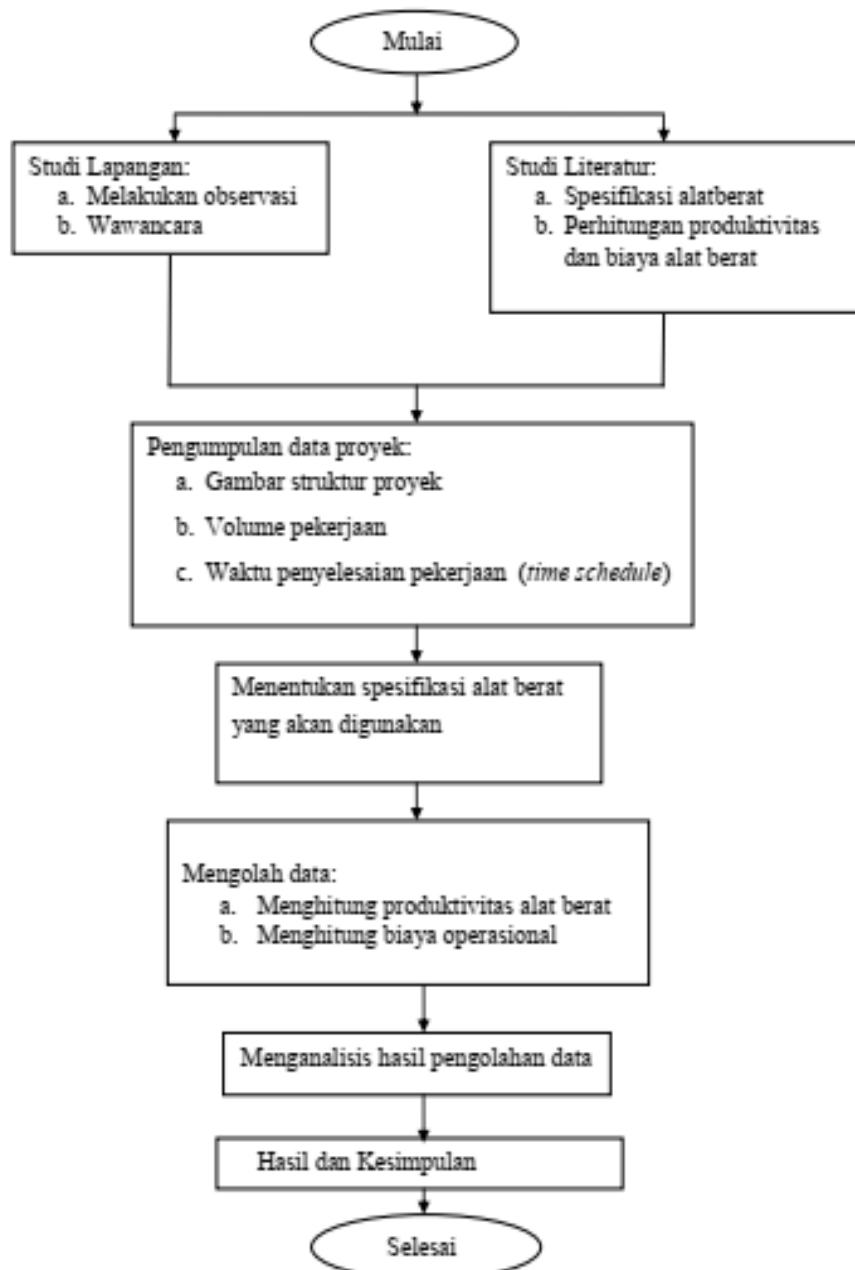 Mulai
Studi Lapangan:
a. Melakukan observasi
b. Wawancara
Studi Literatur:
a. Spesifikasi alatberat
b. Perhitungan produktivitas
dan biaya alat berat
Pengumpulan data proyek:
a. Gambar struktur proyek
b. Volume pekerjaan
c. Waktu penyelesaian pekerjaan (time schedule)
Menentukan spesifikasi alat berat
yang akan digunakan
Mengolah data:
a. Menghitung produktivitas alat berat
b. Menghitung biaya operasional
Menganalisis hasil pengolahan data
Hasil dan Kesimpulan
Selesai